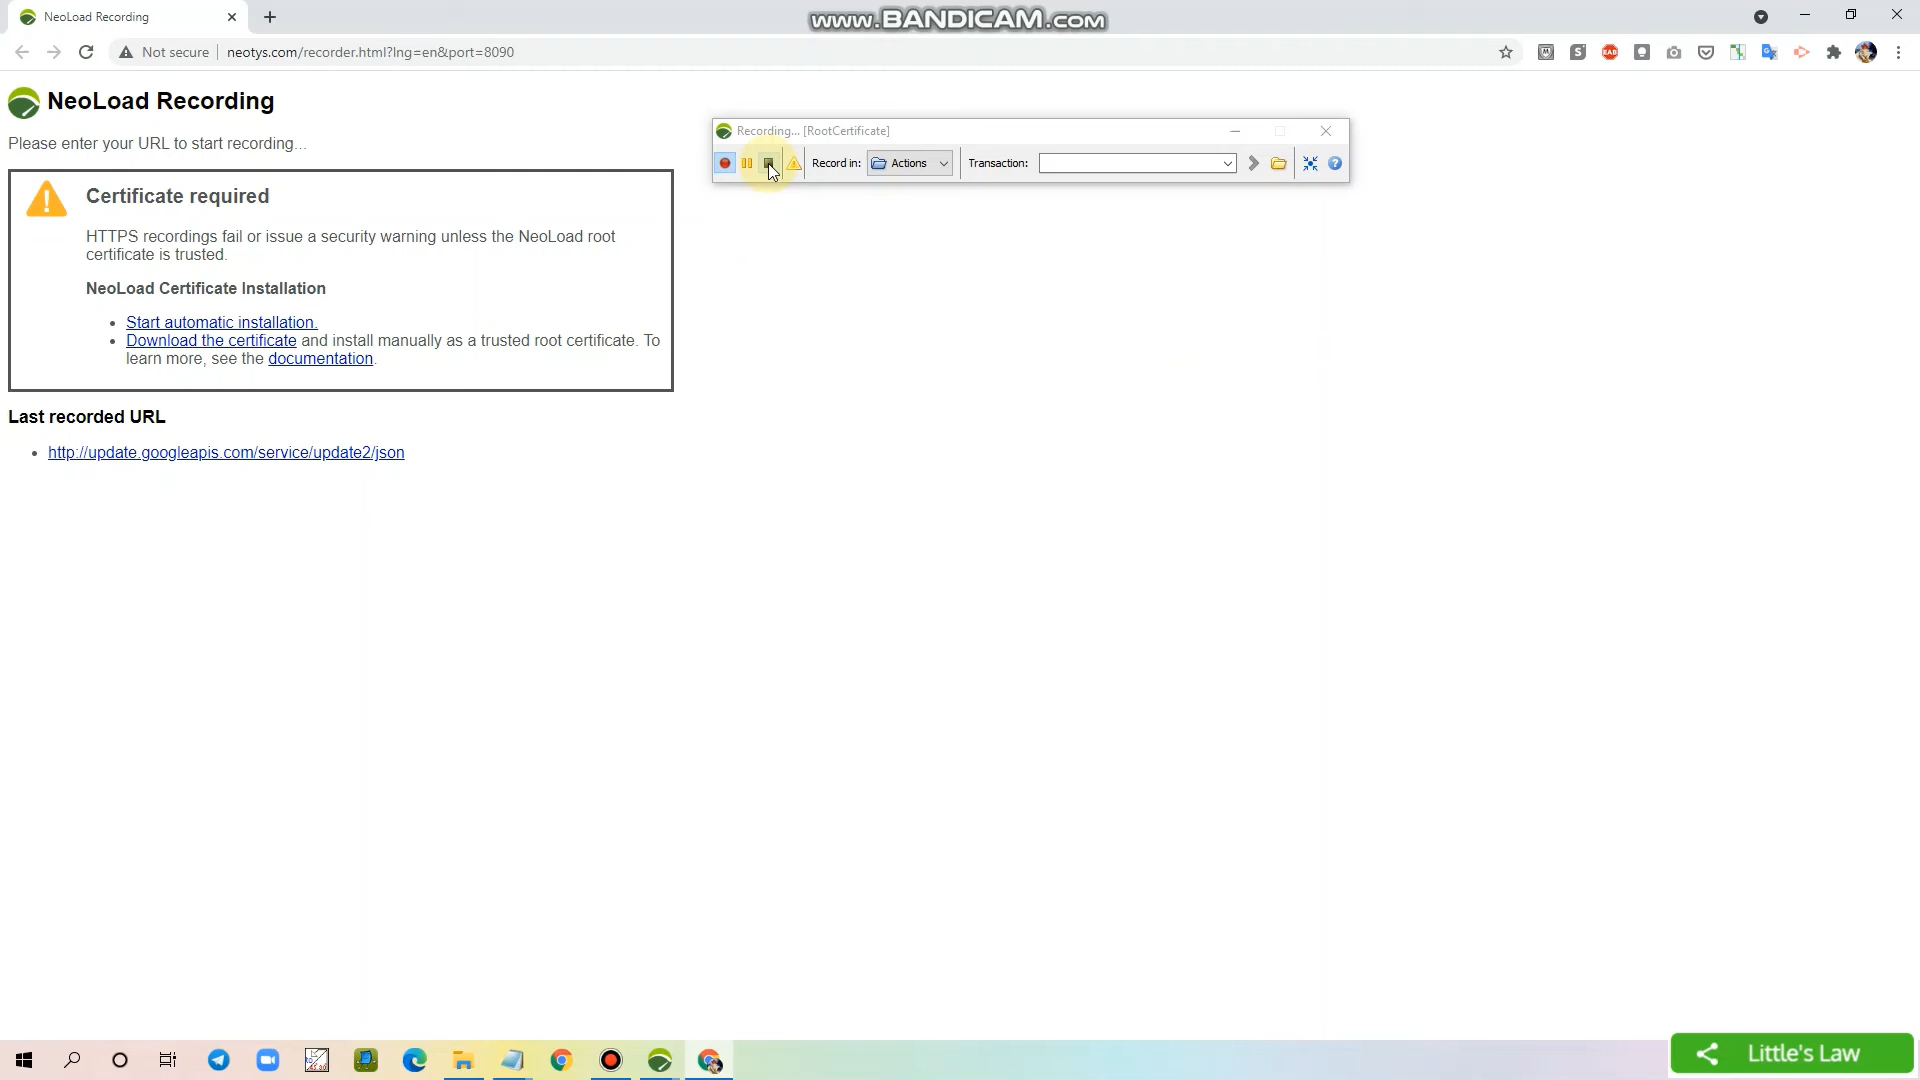 NeoLoad Recording
www.BANDICAM.com
Not secure
neotys.com/recorder.html?lng=en&port=8090
NeoLoad Recording
Please enter your URL to start recording...
Recording... [RootCertificate]
Record in:
Actions
Transaction:
Certificate required
HTTPS recordings fail or issue a security warning unless the NeoLoad root
certificate is trusted.
NeoLoad Certificate Installation
Start automatic installation.
Download the certificate and install manually as a trusted root certificate. To
learn more, see the documentation.
Last recorded URL
http://update.googleapis.com/service/update2/json
Little's Law